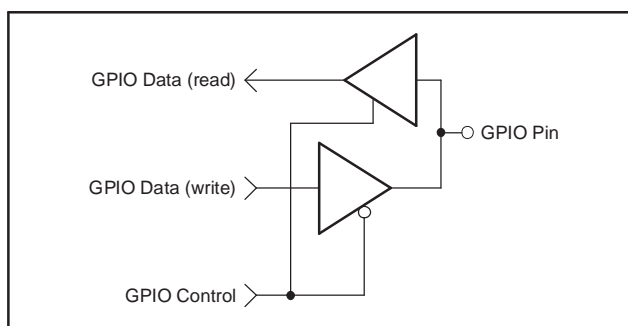 GPIO Data (read)
GPIO Pin
GPIO Data (write)
GPIO Control